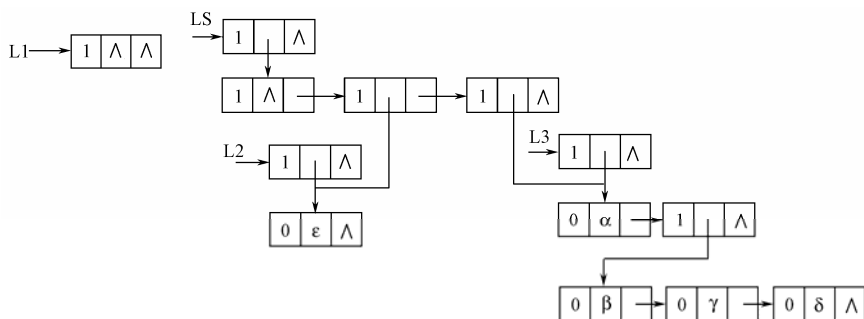 LS
L1 1 ∧ ∧
1 ∧
1 ∧ 1 1 ∧
L2 1 ∧
L3 1 ∧
0 ε ∧
0 α 1 ∧
0 β 0 γ 0 δ ∧